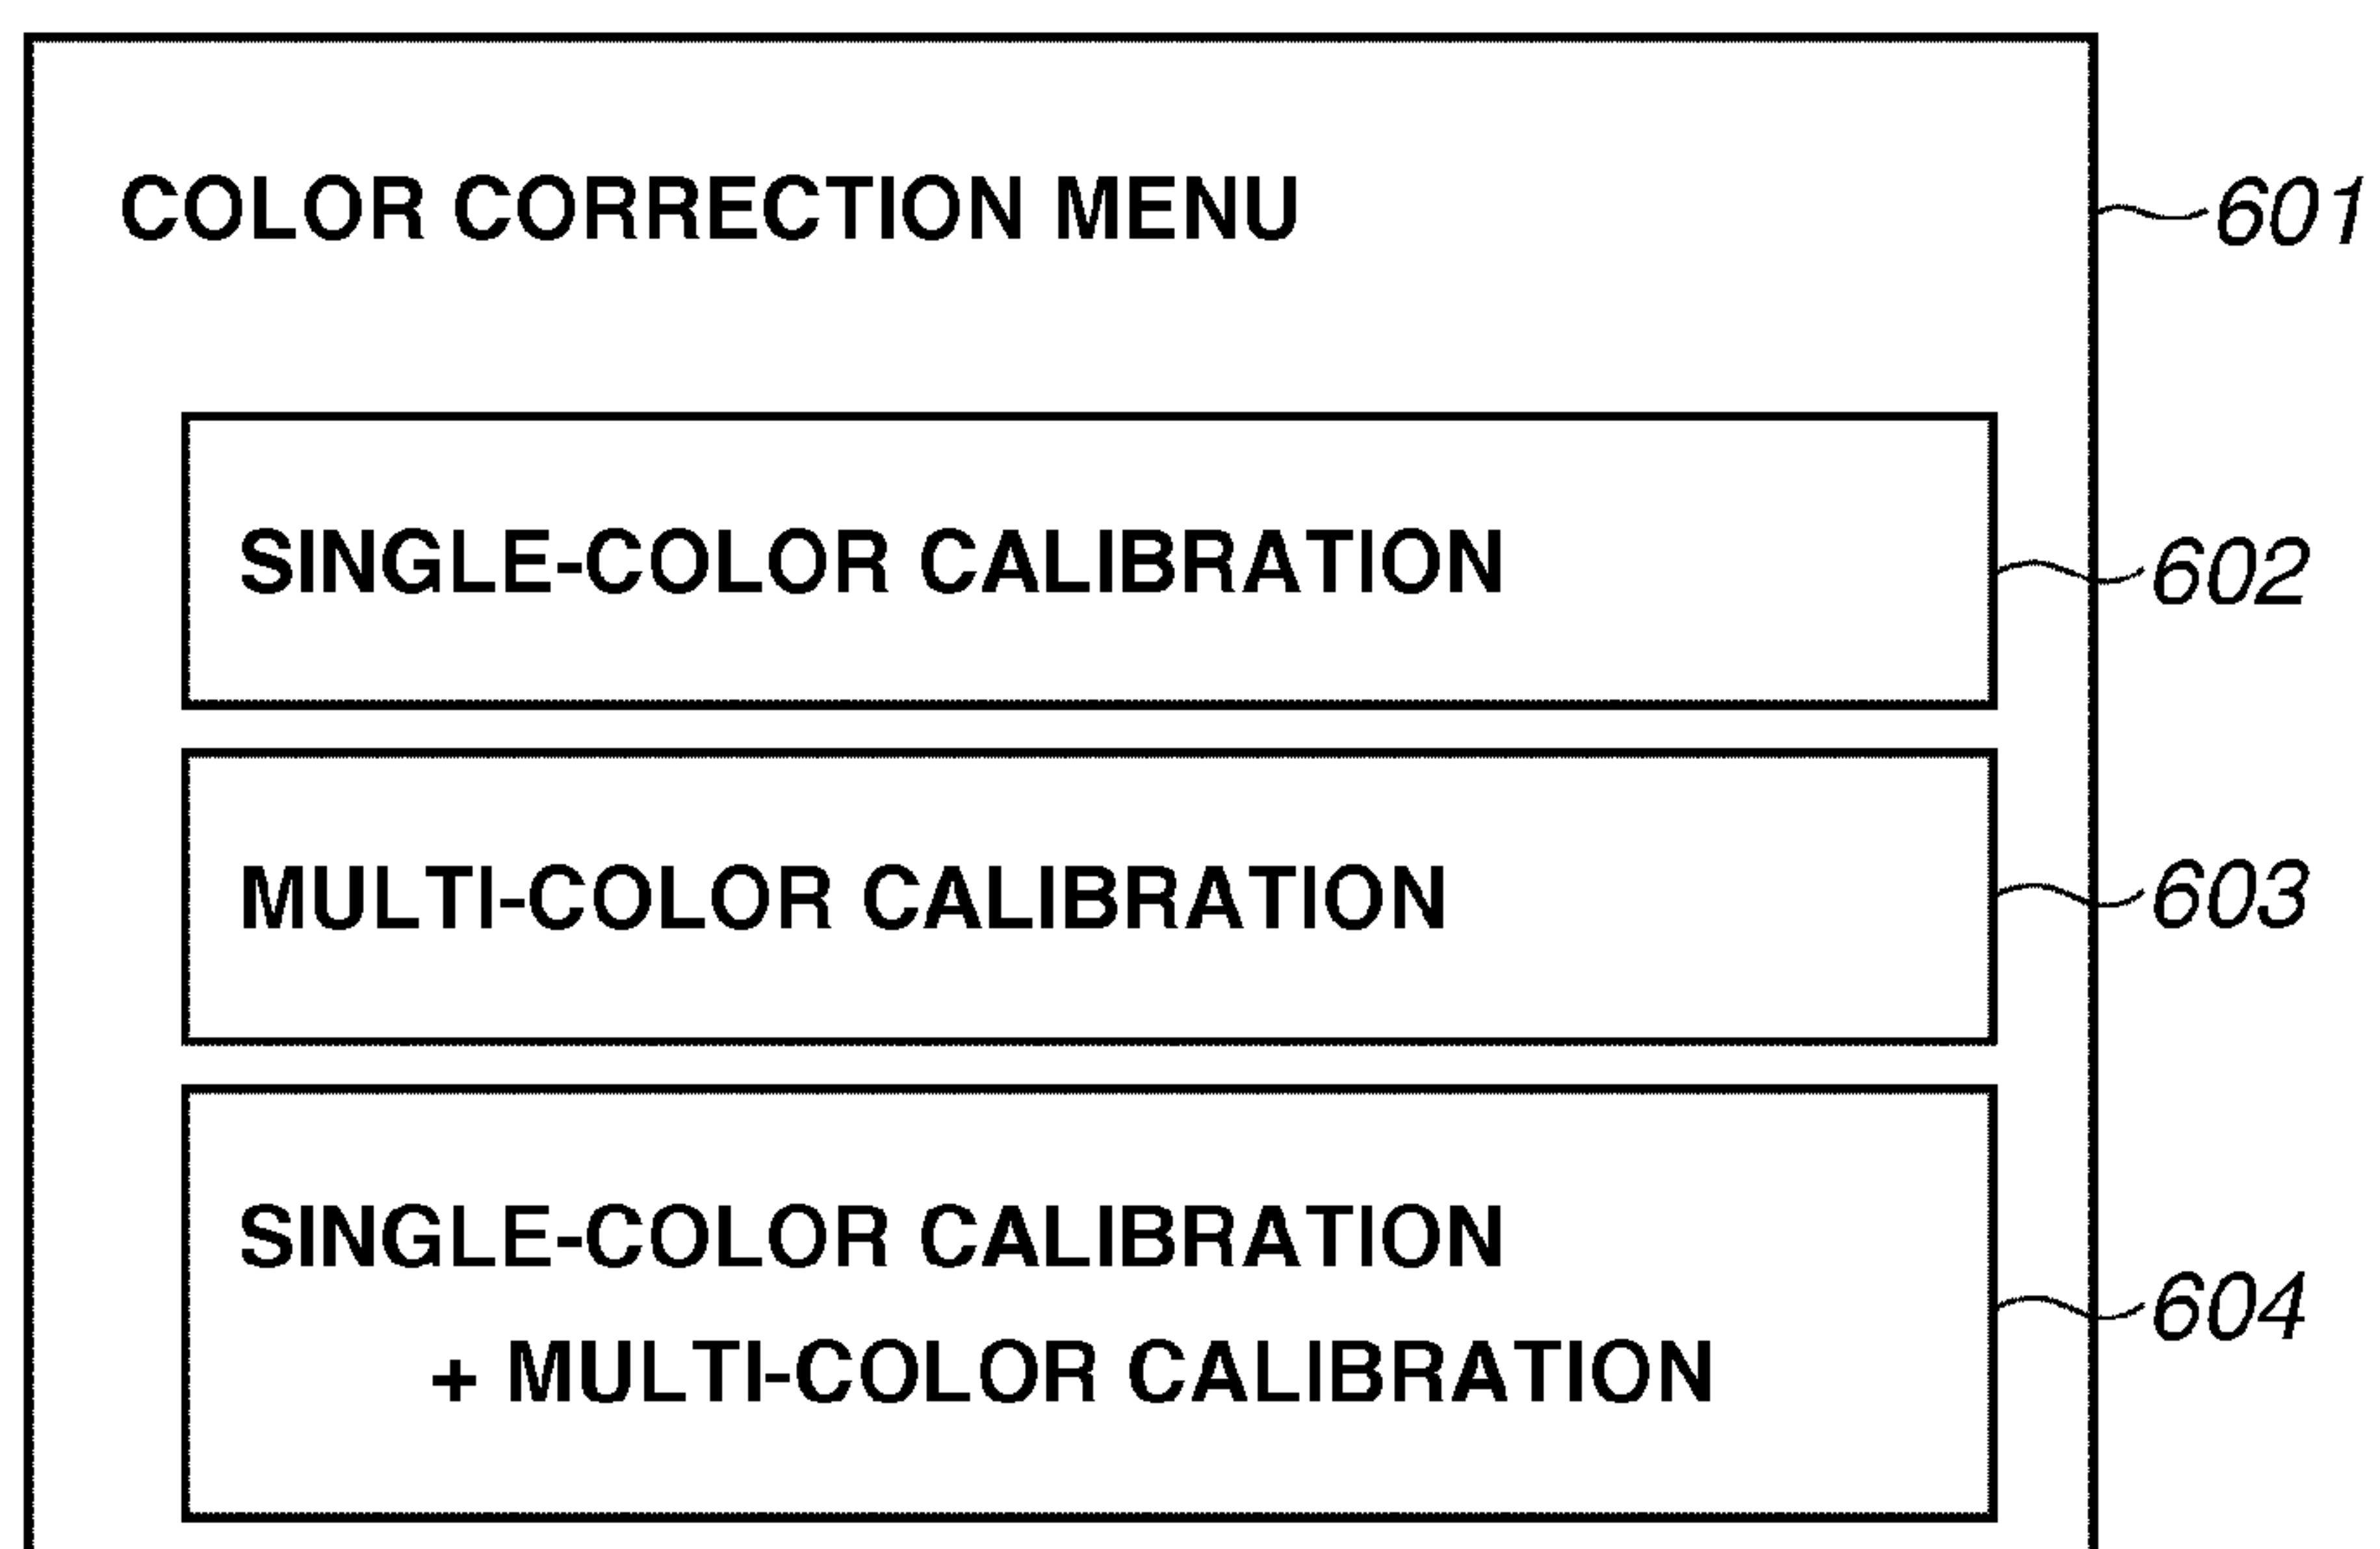 COLOR CORRECTION MENU
601
SINGLE-COLOR CALIBRATION
602
MULTI-COLOR CALIBRATION
603
SINGLE-COLOR CALIBRATION
+ MULTI-COLOR CALIBRATION
604